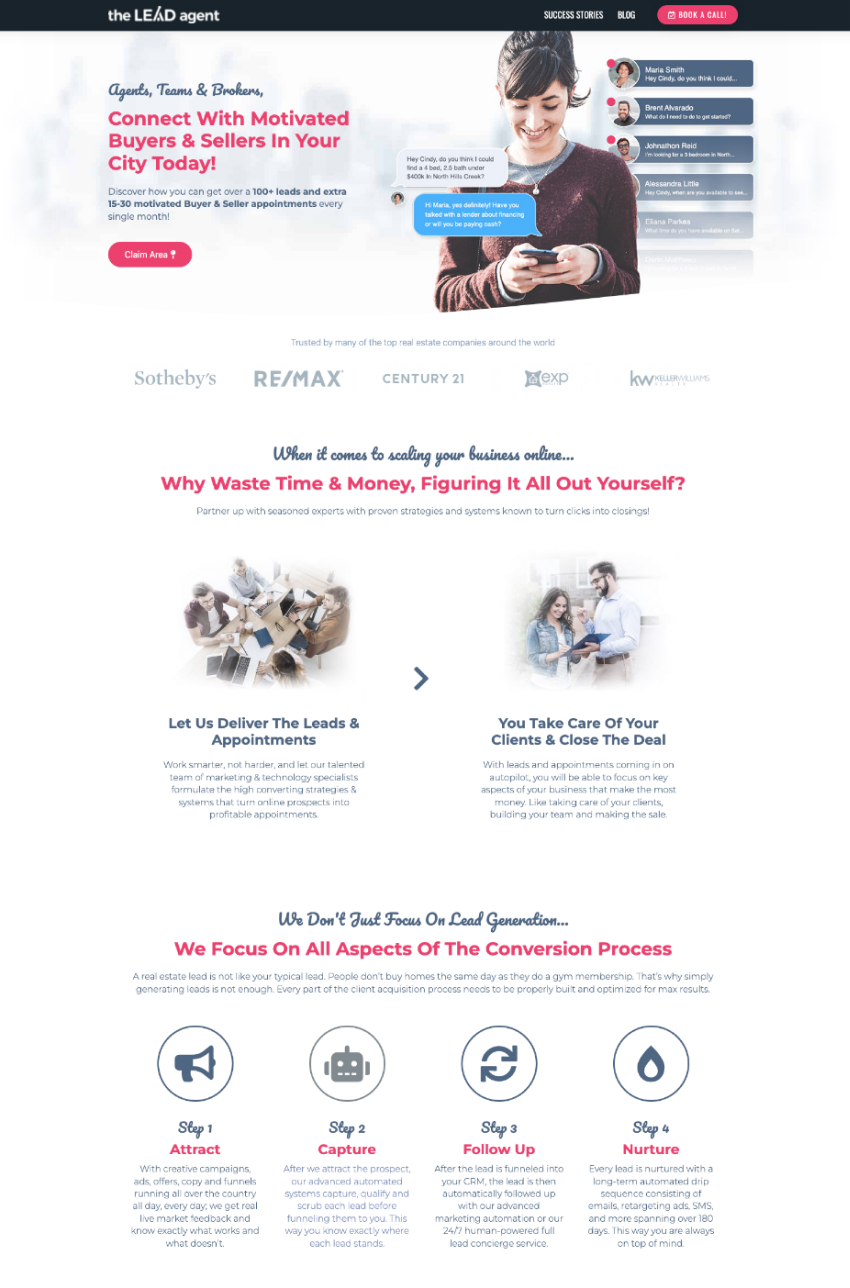 the LEAD agent
SUCCESS STORIES
BLOG
BOOK A CALL!
Agents, Teams & Brokers,
Connect With Motivated
Buyers & Sellers In Your
City Today!
Discover how you can get over a 100+ leads and extra
15-30 motivated Buyer & Seller appointments every
single month!
Claim Area
Hey Cindy, do you think I could
find a 4 bed, 2.5 bath under
$400k in North Hills Creek?
Hi Maria, yes definitely! Have you
talked with a lender about financing
or will you be paying cash?
Maria Smith
Hey Cindy, do you think I could...
Brent Alvarado
What do I need to do to get started?
Johnathon Reid
I'm looking for a 3 bedroom in North...
Alessandra Little
Hey Cindy, when are you available to see...
Eliana Parkes
What time do you have available on Sat...
Trusted by many of the top real estate companies around the world
Sotheby's
RE/MAX
CENTURY 21
exp
kw KELLERWILLIAMS
When it comes to scaling your business online...
Why Waste Time & Money, Figuring It All Out Yourself?
Partner up with seasoned experts with proven strategies and systems known to turn clicks into closings!
Let Us Deliver The Leads &
Appointments
Work smarter, not harder, and let our talented
team of marketing & technology specialists
formulate the high converting strategies &
systems that turn online prospects into
profitable appointments.
You Take Care Of Your
Clients & Close The Deal
With leads and appointments coming in on
autopilot, you will be able to focus on key
aspects of your business that make the most
money. Like taking care of your clients,
building your team and making the sale.
We Don't Just Focus On Lead Generation...
We Focus On All Aspects Of The Conversion Process
A real estate lead is not like your typical lead. People don't buy homes the same day as they do a gym membership. That's why simply
generating leads is not enough. Every part of the client acquisition process needs to be properly built and optimized for max results.
Step 1
Attract
With creative campaigns,
ads, offers, copy and funnels
running all over the country
all day, every day; we get real
live market feedback and
know exactly what works and
what doesn't.
Step 2
Capture
After we attract the prospect,
our advanced automated
systems capture, qualify and
scrub each lead before
funneling them to you. This
way you know exactly where
each lead stands.
Step 3
Follow Up
After the lead is funneled into
your CRM, the lead is then
automatically followed up
with our advanced
marketing automation or our
24/7 human-powered full
lead concierge service.
Step 4
Nurture
Every lead is nurtured with a
long-term automated drip
sequence consisting of
emails, retargeting ads, SMS,
and more spanning over 180
days. This way you are always
on top of mind.